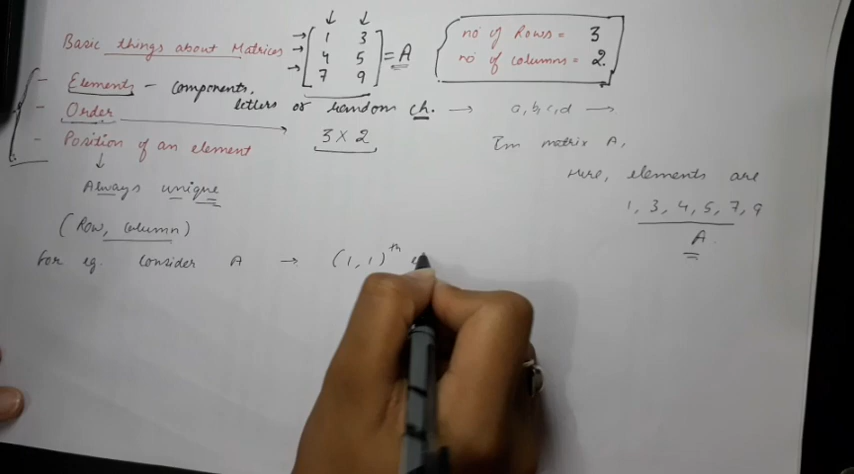 Basic things about Matrices
1 3
4 5
7 9
= A
no of Rows = 3
no of columns = 2.
- Elements - components,
letters or random ch. → a, b, c, d →
- Order → 3 × 2
- Position of an element
Im matrix A,
Here, elements are
1, 3, 4, 5, 7, 9
A.
Always unique
(Row, column)
For eg. Consider A → (1, 1)th